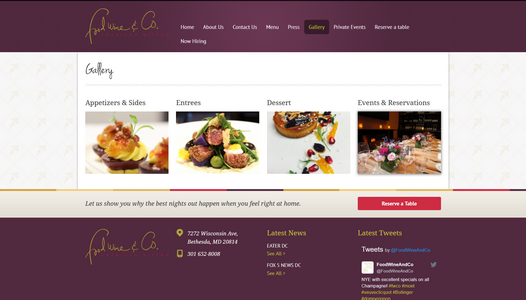 Food Wine & Co.
Home About Us Contact Us Menu Press Gallery Private Events Reserve a table
Now Hiring
Gallery
Appetizers & Sides Entrees Dessert Events & Reservations
Let us show you why the best nights out happen when you feel right at home.
Reserve a Table
Food Wine & Co.
7272 Wisconsin Ave,
Bethesda, MD 20814
301 652-8008
Latest News
EATER DC
See All >
FOX 5 NEWS DC
See All >
Latest Tweets
Tweets by @FoodWineAndCo
FoodWineAndCo
@FoodWineAndCo
NYE with excellent specials on all
Champagne!